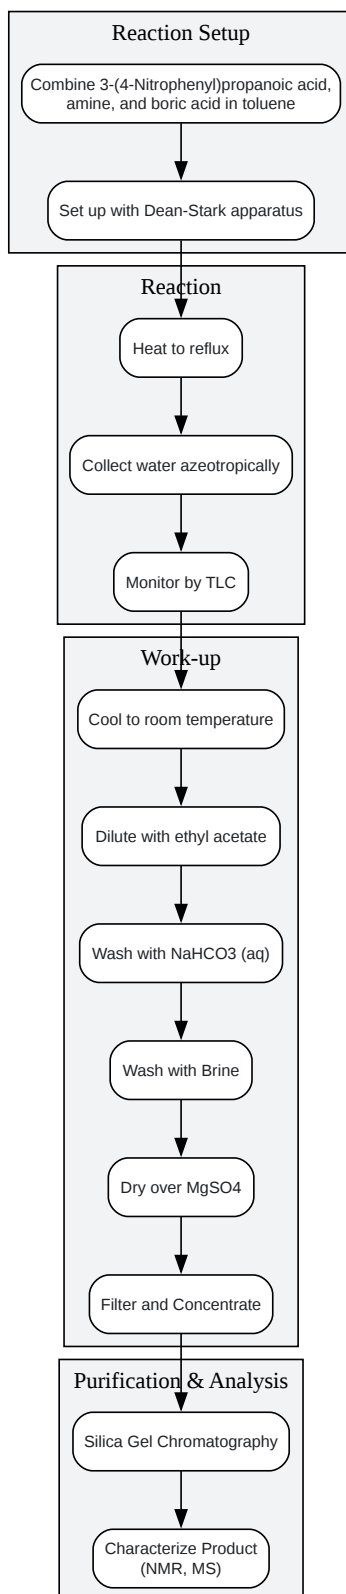 Reaction Setup
Combine 3-(4-Nitrophenyl)propanoic acid,
amine, and boric acid in toluene
Set up with Dean-Stark apparatus
Reaction
Heat to reflux
Collect water azeotropically
Monitor by TLC
Work-up
Cool to room temperature
Dilute with ethyl acetate
Wash with NaHCO3 (aq)
Wash with Brine
Dry over MgSO4
Filter and Concentrate
Purification & Analysis
Silica Gel Chromatography
Characterize Product
(NMR, MS)